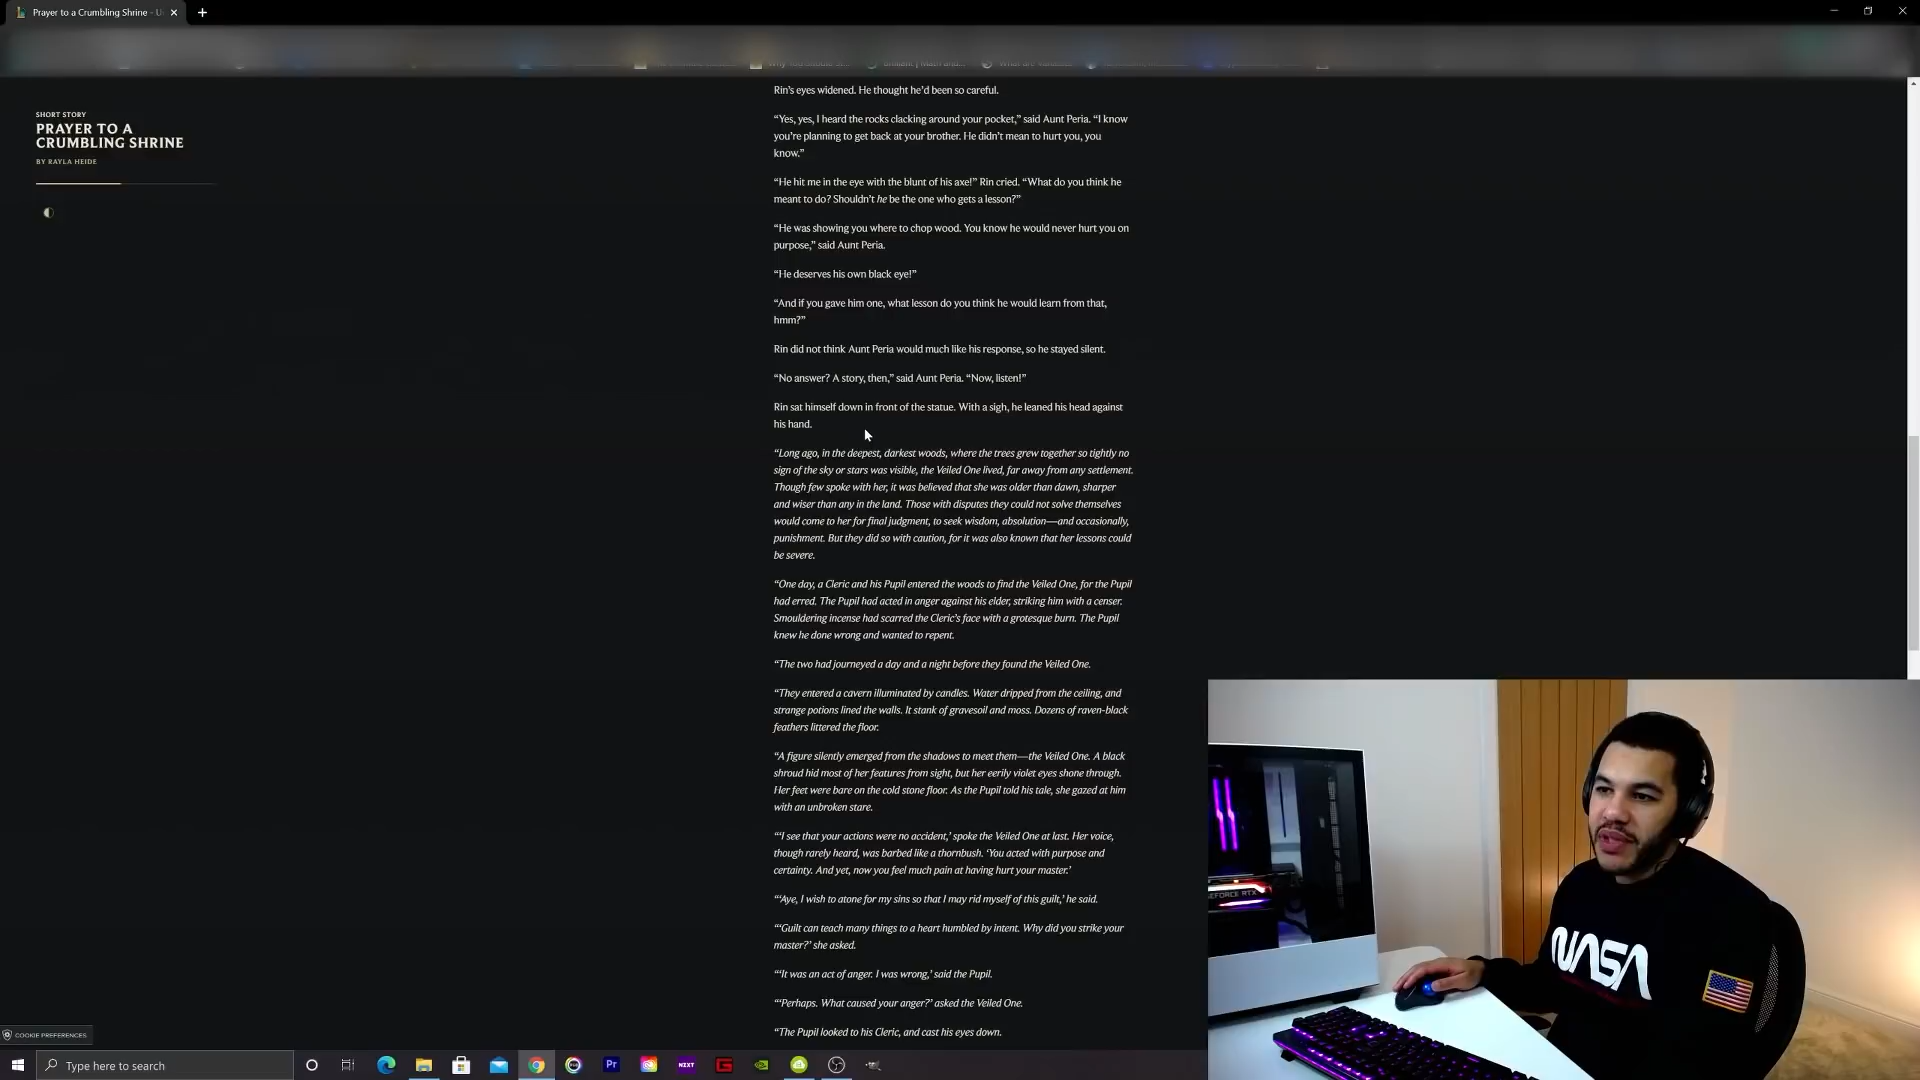 Prayer to a Crumbling Shrine - U
SHORT STORY
PRAYER TO A
CRUMBLING SHRINE
BY RAYLA HEIDE
Rin's eyes widened. He thought he'd been so careful.
“Yes, yes, I heard the rocks clacking around your pocket,” said Aunt Peria. “I know
you're planning to get back at your brother. He didn't mean to hurt you, you
know.”
“He hit me in the eye with the blunt of his axe!” Rin cried. “What do you think he
meant to do? Shouldn't he be the one who gets a lesson?”
“He was showing you where to chop wood. You know he would never hurt you on
purpose,” said Aunt Peria.
“He deserves his own black eye!”
“And if you gave him one, what lesson do you think he would learn from that,
hmm?”
Rin did not think Aunt Peria would much like his response, so he stayed silent.
“No answer? A story, then,” said Aunt Peria. “Now, listen!”
Rin sat himself down in front of the statue. With a sigh, he leaned his head against
his hand.
“Long ago, in the deepest, darkest woods, where the trees grew together so tightly no
sign of the sky or stars was visible, the Veiled One lived, far away from any settlement.
Though few spoke with her, it was believed that she was older than dawn, sharper
and wiser than any in the land. Those with disputes they could not solve themselves
would come to her for final judgment, to seek wisdom, absolution—and occasionally,
punishment. But they did so with caution, for it was also known that her lessons could
be severe.
“One day, a Cleric and his Pupil entered the woods to find the Veiled One, for the Pupil
had erred. The Pupil had acted in anger against his elder, striking him with a censer.
Smouldering incense had scarred the Cleric's face with a grotesque burn. The Pupil
knew he done wrong and wanted to repent.
“The two had journeyed a day and a night before they found the Veiled One.
“They entered a cavern illuminated by candles. Water dripped from the ceiling, and
strange potions lined the walls. It stank of gravesoil and moss. Dozens of raven-black
feathers littered the floor.
“A figure silently emerged from the shadows to meet them—the Veiled One. A black
shroud hid most of her features from sight, but her eerily violet eyes shone through.
Her feet were bare on the cold stone floor. As the Pupil told his tale, she gazed at him
with an unbroken stare.
“‘I see that your actions were no accident,’ spoke the Veiled One at last. Her voice,
though rarely heard, was barbed like a thornbush. ‘You acted with purpose and
certainty. And yet, now you feel much pain at having hurt your master.’
“‘Aye, I wish to atone for my sins so that I may rid myself of this guilt,’ he said.
“‘Guilt can teach many things to a heart humbled by intent. Why did you strike your
master?’ she asked.
“‘It was an act of anger. I was wrong,’ said the Pupil.
“‘Perhaps. What caused your anger?’ asked the Veiled One.
“The Pupil looked to his Cleric, and cast his eyes down.
GEFORCE RTX
NASA
COOKIE PREFERENCES
Type here to search
Pr
NZXT